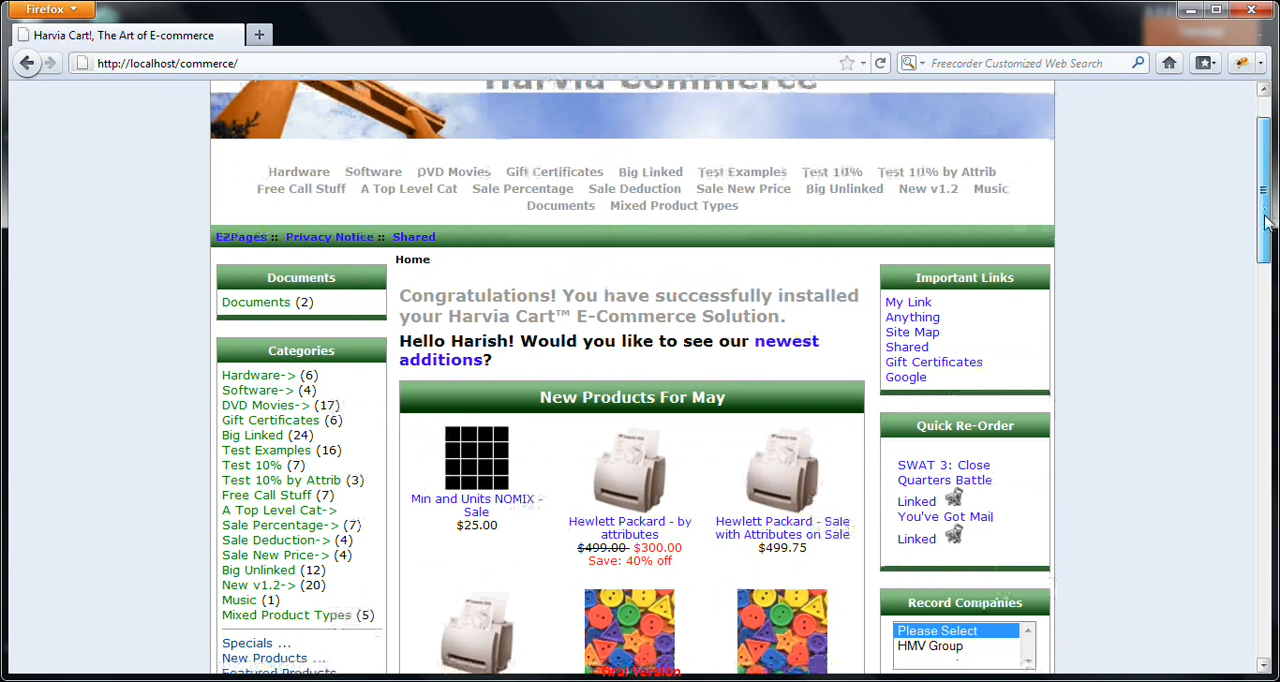 Firefox
Harvia Cart!, The Art of E-commerce
http://localhost/commerce/
Freecorder Customized Web Search
Harvia Commerce
Hardware Software DVD Movies Gift Certificates Big Linked Test Examples Test 10% Test 10% by Attrib
Free Call Stuff A Top Level Cat Sale Percentage Sale Deduction Sale New Price Big Unlinked New v1.2 Music
Documents Mixed Product Types
EZPages :: Privacy Notice :: Shared
Home
Documents
Documents (2)
Categories
Hardware-> (6)
Software-> (4)
DVD Movies-> (17)
Gift Certificates (6)
Big Linked (24)
Test Examples (16)
Test 10% (7)
Test 10% by Attrib (3)
Free Call Stuff (7)
A Top Level Cat->
Sale Percentage-> (7)
Sale Deduction-> (4)
Sale New Price-> (4)
Big Unlinked (12)
New v1.2-> (20)
Music (1)
Mixed Product Types (5)
Specials ...
New Products ...
Featured Products
Congratulations! You have successfully installed
your Harvia Cart™ E-Commerce Solution.
Hello Harish! Would you like to see our newest
additions?
New Products For May
Min and Units NOMIX -
Sale
$25.00
Hewlett Packard - by
attributes
$499.00 $300.00
Save: 40% off
Hewlett Packard - Sale
with Attributes on Sale
$499.75
Important Links
My Link
Anything
Site Map
Shared
Gift Certificates
Google
Quick Re-Order
SWAT 3: Close
Quarters Battle
Linked
You've Got Mail
Linked
Record Companies
Please Select
HMV Group
Trial Version